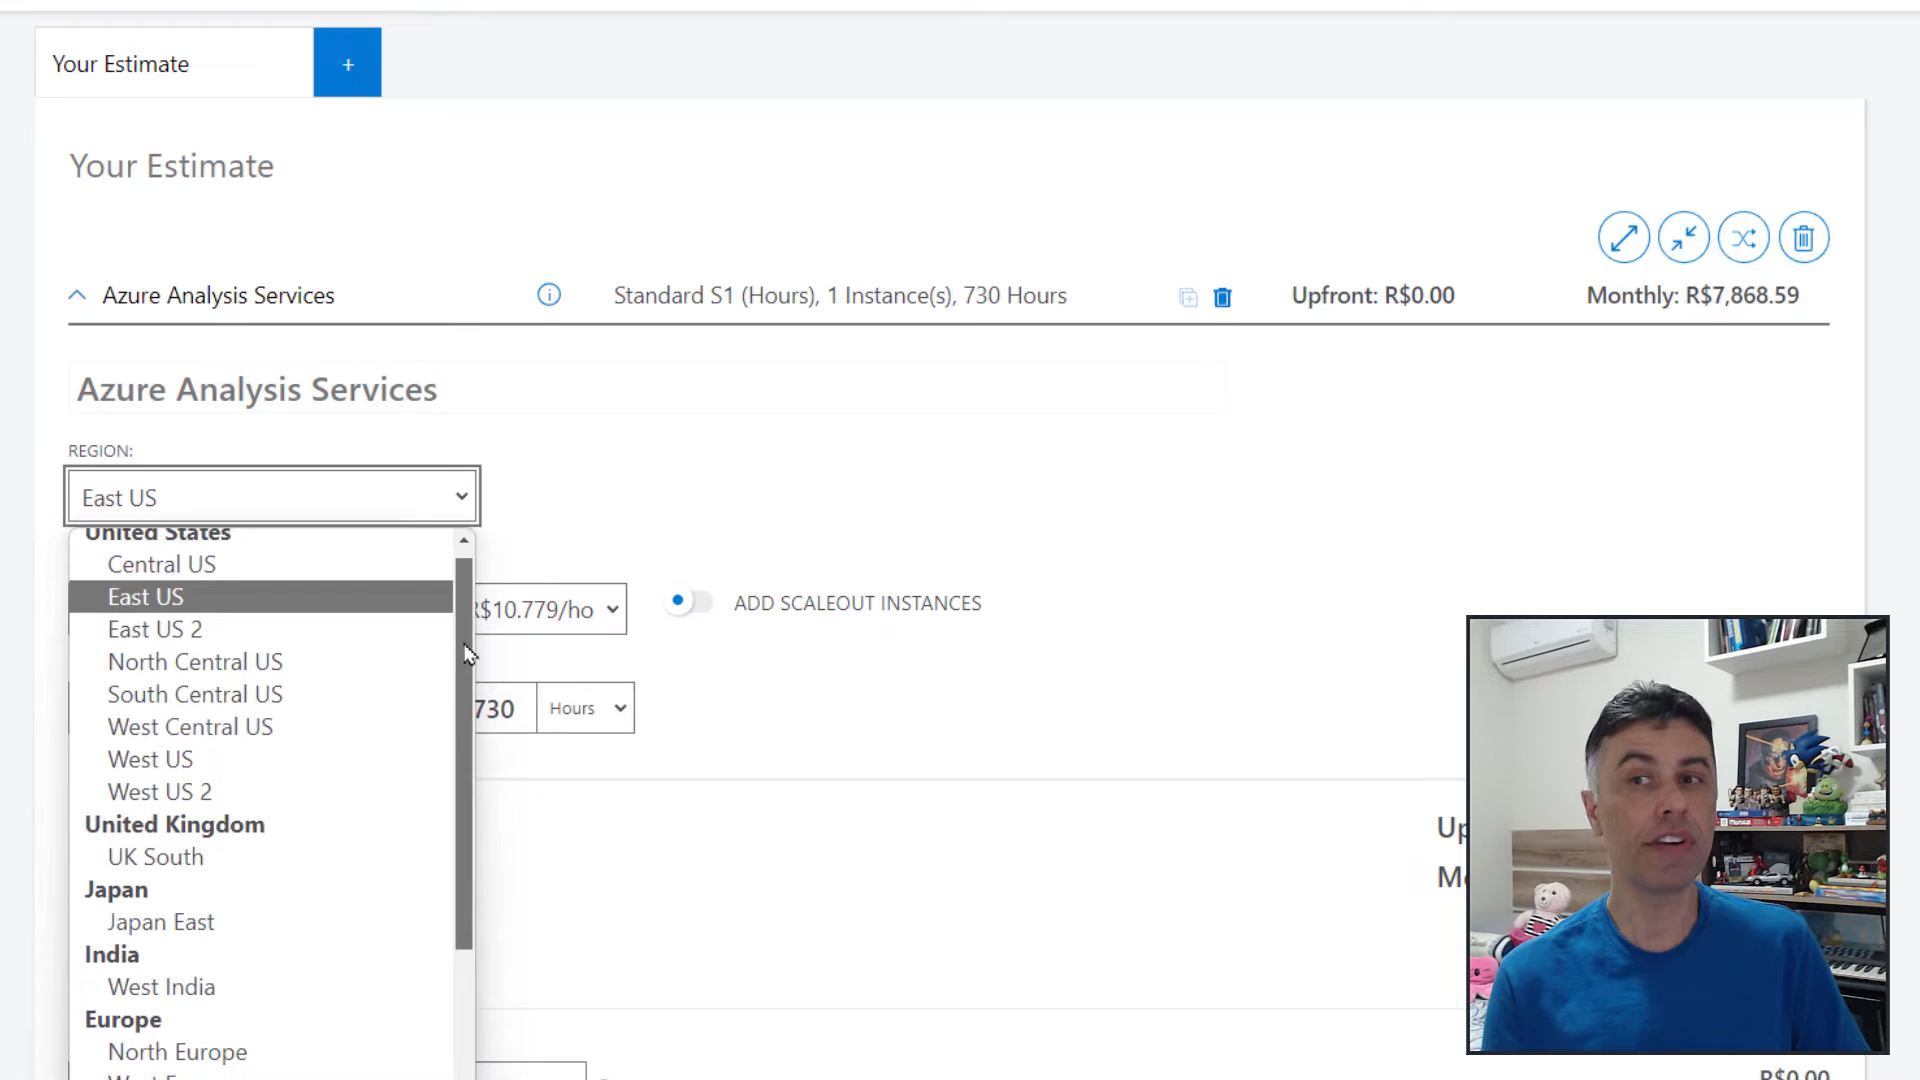 Your Estimate
+
Your Estimate
Azure Analysis Services
Standard S1 (Hours), 1 Instance(s), 730 Hours
Upfront: R$0.00
Monthly: R$7,868.59
Azure Analysis Services
REGION:
East US
United States
Central US
East US
East US 2
North Central US
South Central US
West Central US
West US
West US 2
United Kingdom
UK South
Japan
Japan East
India
West India
Europe
North Europe
R$10.779/ho
ADD SCALEOUT INSTANCES
730
Hours
R$0.00